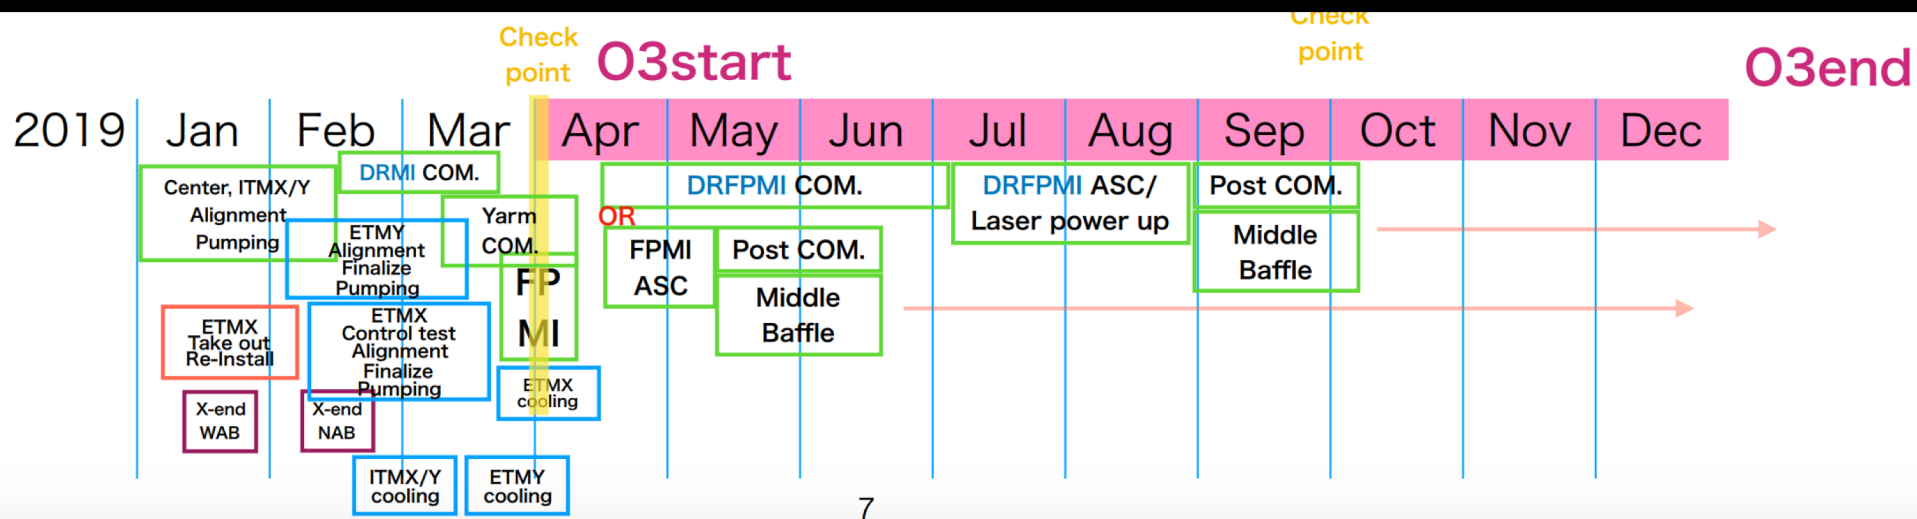 Check
point
O3start
Check
point
O3end
2019 Jan Feb Mar Apr May Jun Jul Aug Sep Oct Nov Dec
Center, ITMX/Y
Alignment
Pumping
DRMI COM.
ETMY
Alignment
Finalize
Pumping
Yarm
COM.
FP
MI
ETMX
Take out
Re-Install
ETMX
Control test
Alignment
Finalize
Pumping
ETMX
cooling
X-end
WAB
X-end
NAB
ITMX/Y
cooling
ETMY
cooling
DRFPMI COM.
OR
FPMI
ASC
Post COM.
Middle
Baffle
DRFPMI ASC/
Laser power up
Post COM.
Middle
Baffle
7